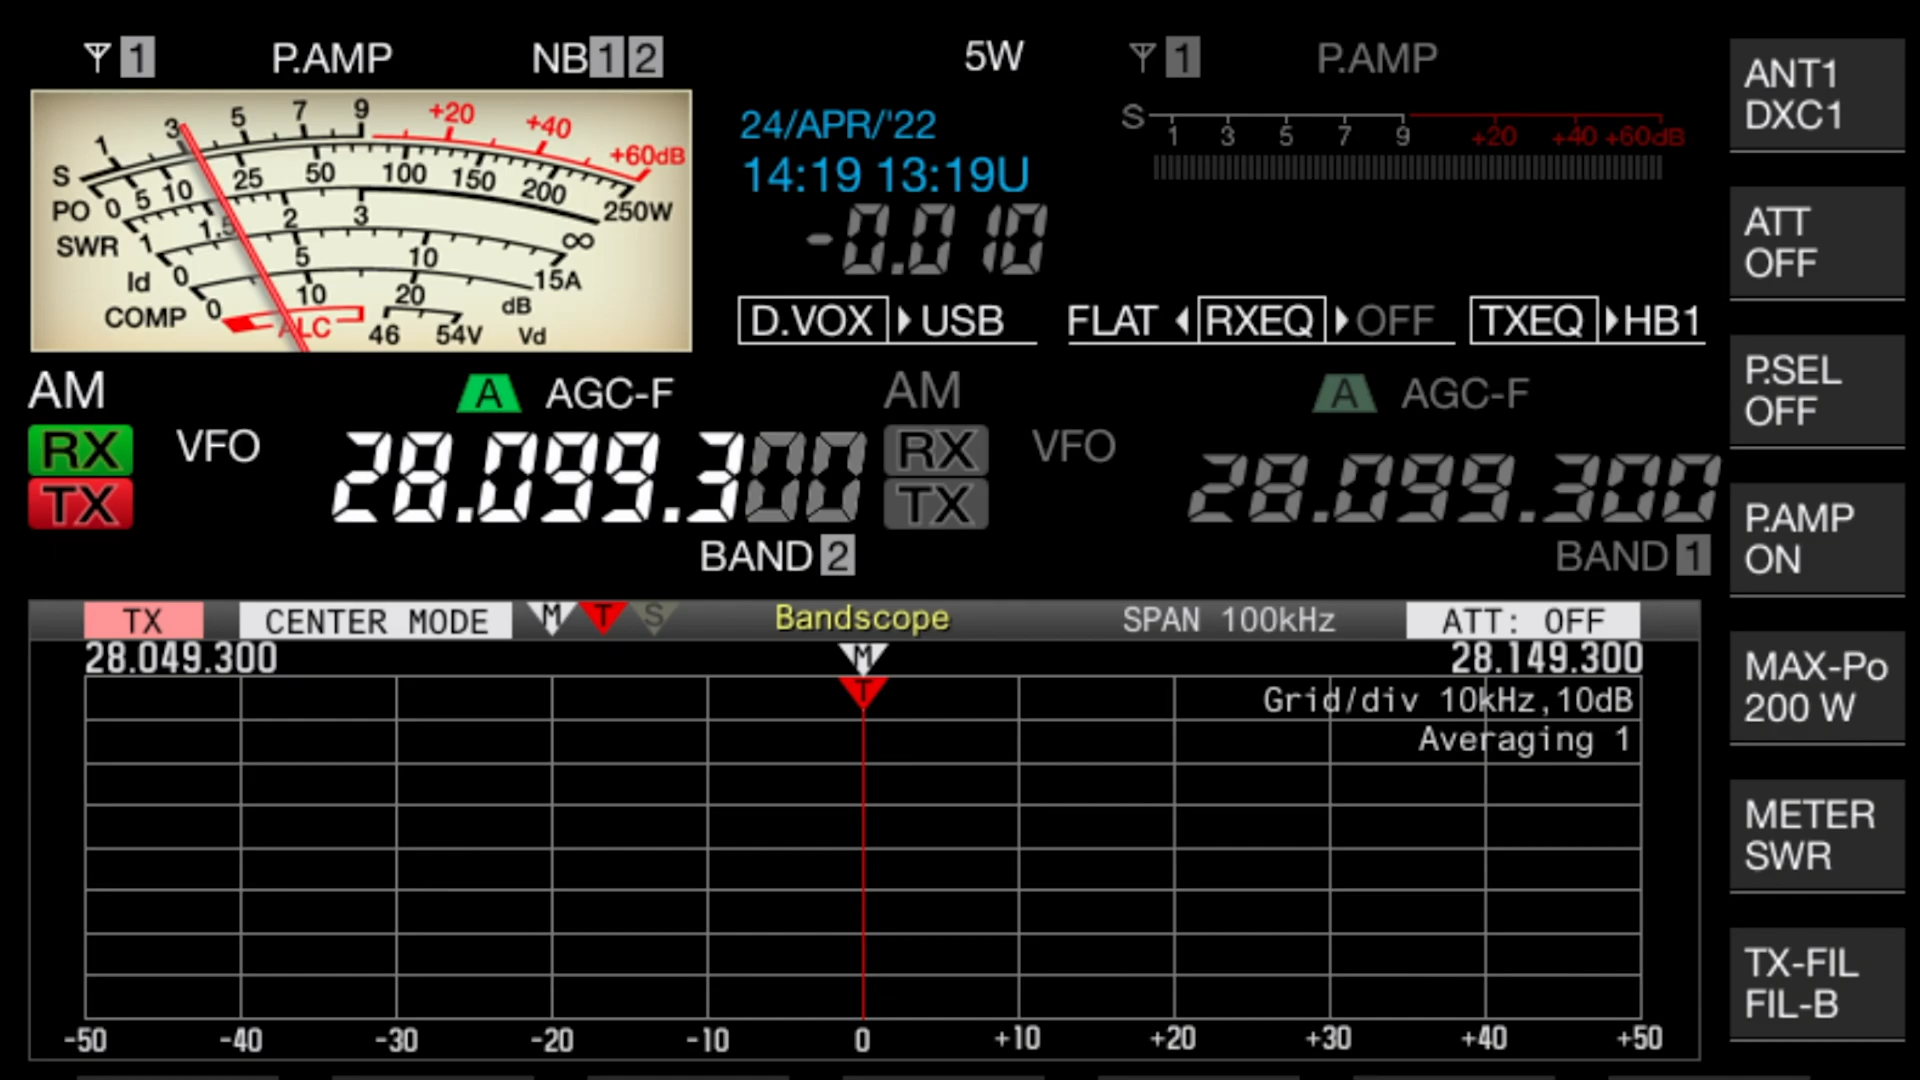 1 P.AMP NB 1 2 5W 1 P.AMP
S 1 3 5 7 9 +20 +40 +60dB
PO 0 5 10 25 50 100 150 200 250W
SWR 1 1.5 2 3 ∞
Id 0 5 10 15A
COMP 0 10 20 dB
ALC 46 54V Vd
24/APR/'22
14:19 13:19U
-0.010
S 1 3 5 7 9 +20 +40 +60dB
D.VOX USB FLAT RXEQ OFF TXEQ HB1
AM A AGC-F AM A AGC-F
RX VFO 28.099.300 RX VFO 28.099.300
TX TX
BAND 2 BAND 1
TX CENTER MODE M T S Bandscope SPAN 100kHz ATT: OFF
28.049.300 M 28.149.300
T Grid/div 10kHz,10dB
Averaging 1
-50 -40 -30 -20 -10 0 +10 +20 +30 +40 +50
ANT1
DXC1
ATT
OFF
P.SEL
OFF
P.AMP
ON
MAX-Po
200 W
METER
SWR
TX-FIL
FIL-B